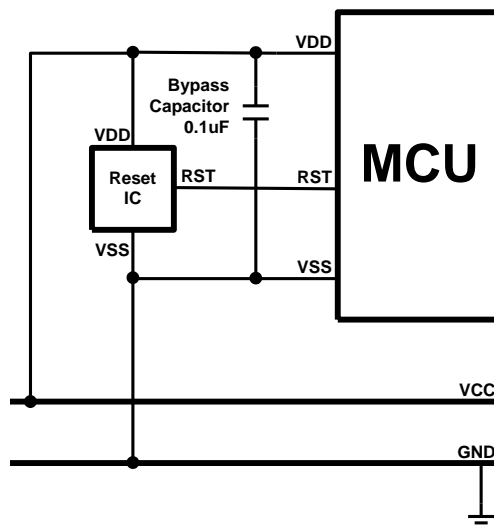 VDD
Bypass
Capacitor
0.1uF
VDD
MCU
Reset
IC
RST
RST
VSS
VSS
VCC
GND